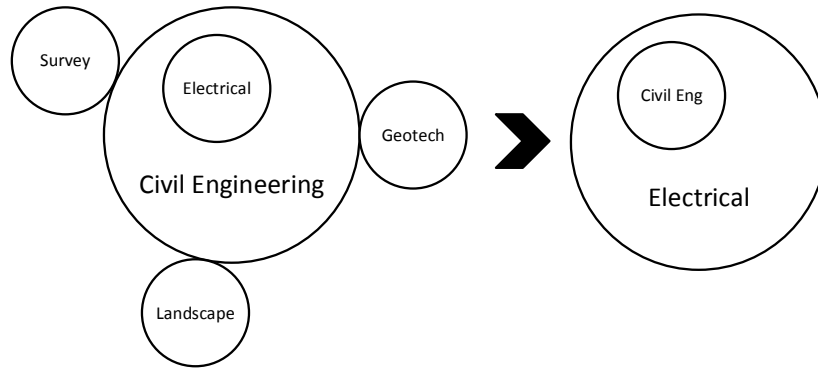 Survey
Electrical
Geotech
Civil Engineering
Landscape
Civil Eng
Electrical